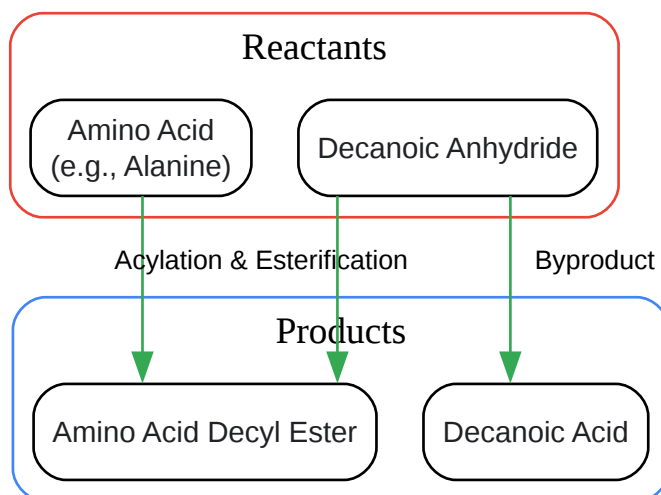 Reactants
Amino Acid
(e.g., Alanine)
Decanoic Anhydride
Acylation & Esterification
Byproduct
Products
Amino Acid Decyl Ester
Decanoic Acid